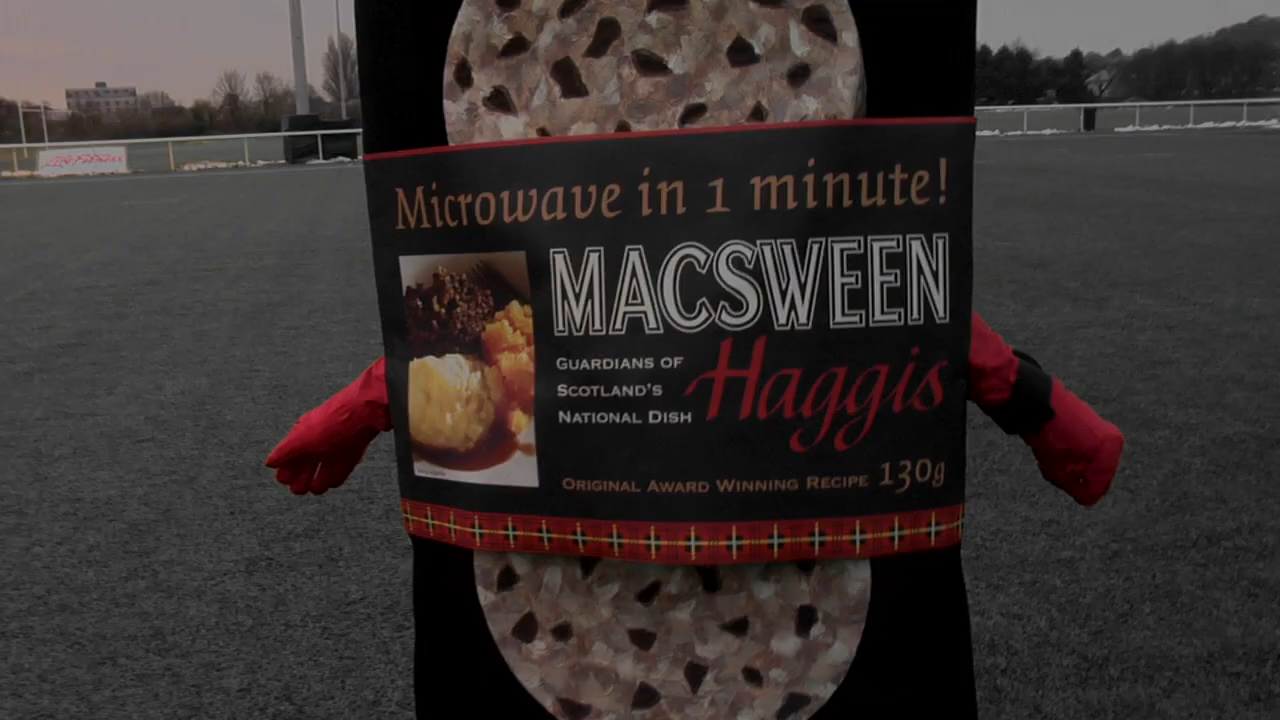 Microwave in 1 minute!
MACSWEEN
GUARDIANS OF
SCOTLAND'S
NATIONAL DISH
Haggis
ORIGINAL AWARD WINNING RECIPE 130g